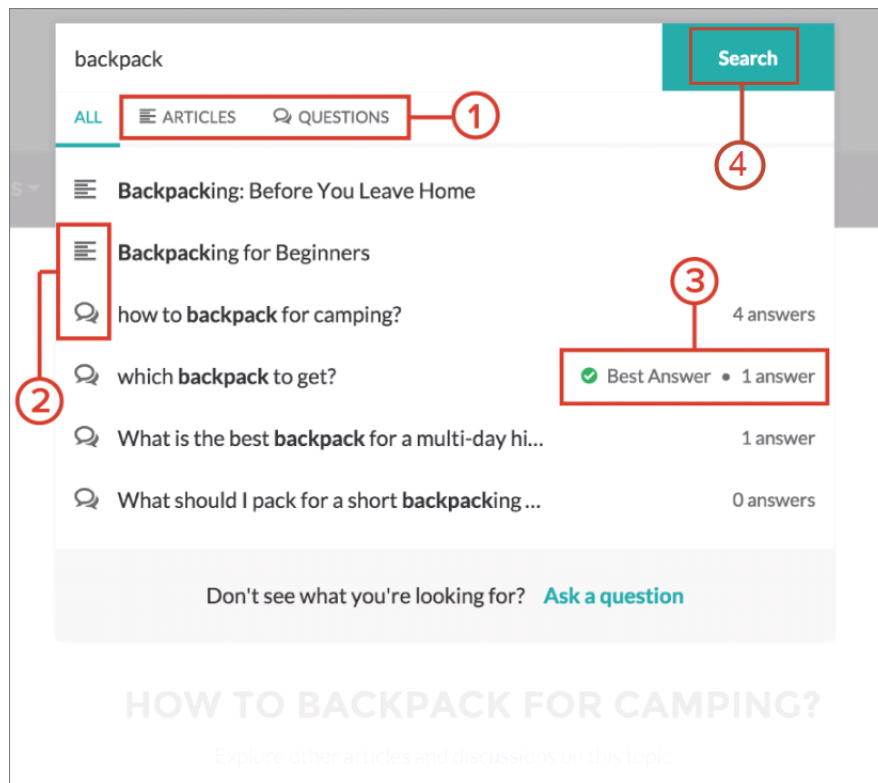 backpack
Search
ALL ARTICLES QUESTIONS 1
4
S
Backpacking: Before You Leave Home
Backpacking for Beginners
3
how to backpack for camping? 4 answers
which backpack to get? Best Answer • 1 answer
2
What is the best backpack for a multi-day hi... 1 answer
What should I pack for a short backpacking ... 0 answers
Don't see what you're looking for? Ask a question
HOW TO BACKPACK FOR CAMPING?
Explore other articles and discussions on this topic